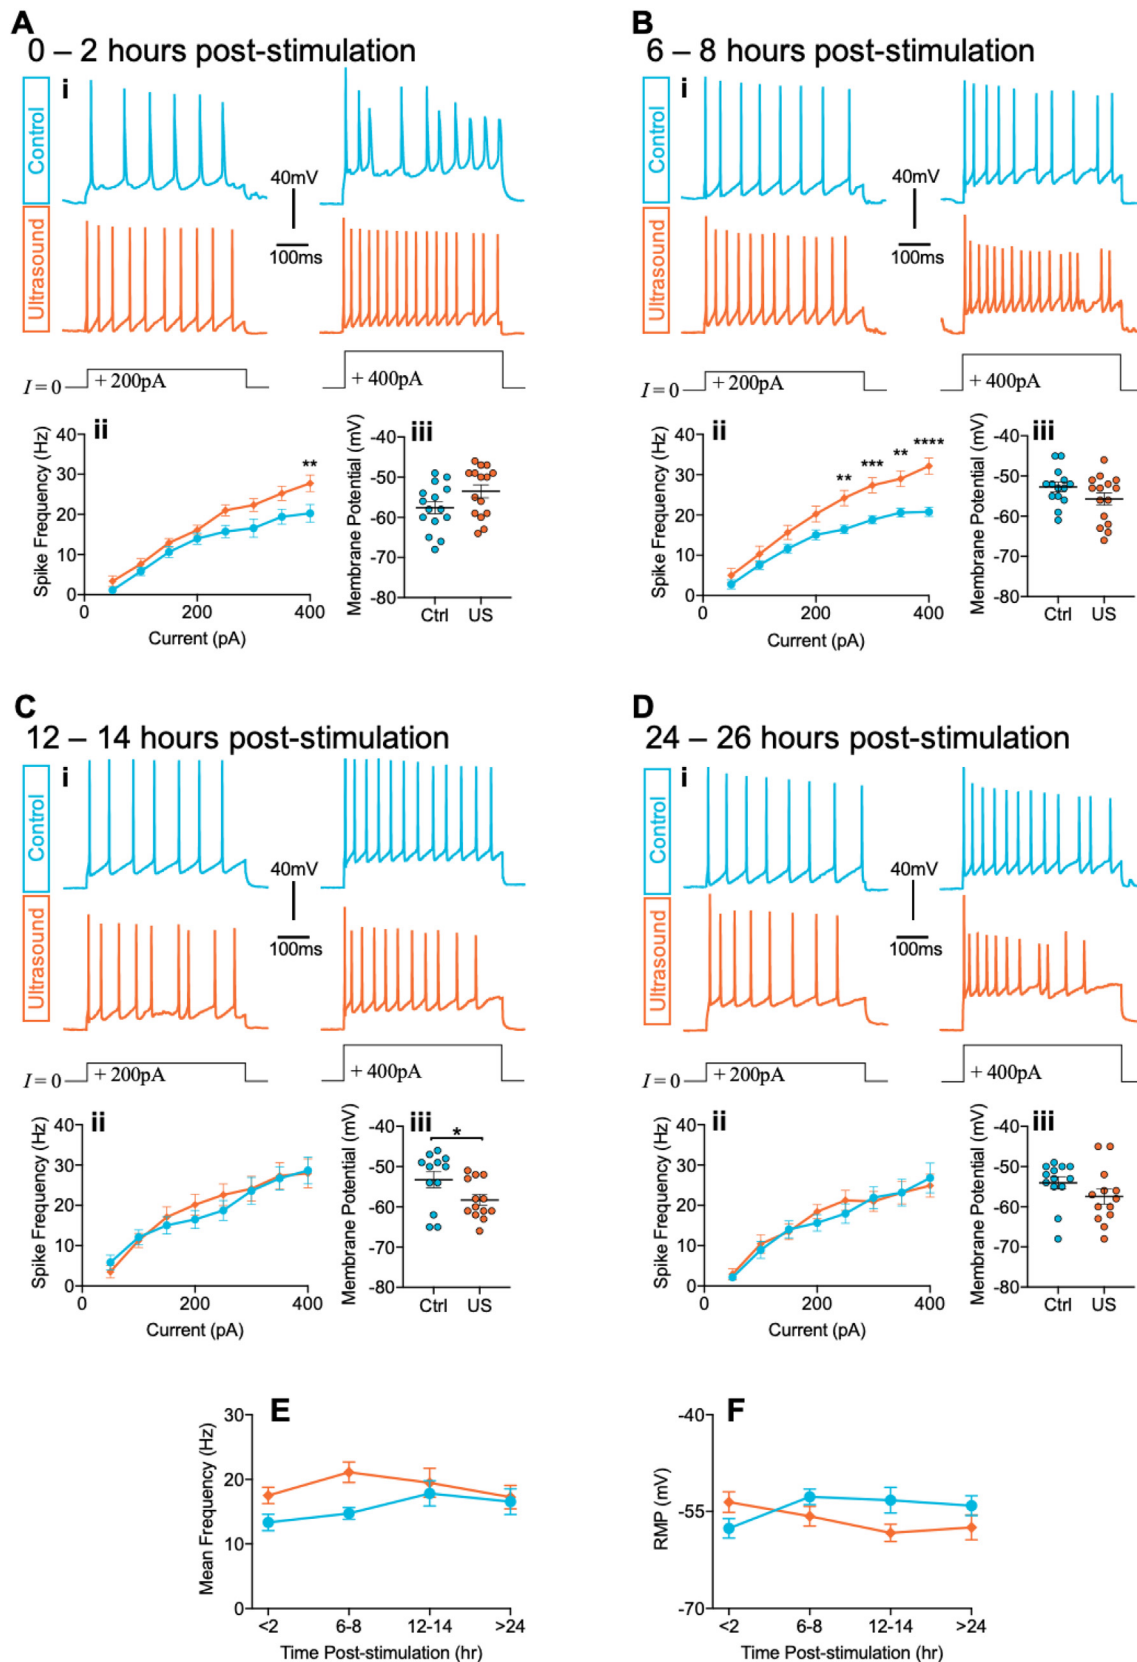 A
0 – 2 hours post-stimulation
i
Control
Ultrasound
40mV
100ms
I = 0
+ 200pA
+ 400pA
ii
Spike Frequency (Hz)
40
30
20
10
0
**
0
200
400
Current (pA)
iii
Membrane Potential (mV)
-40
-50
-60
-70
-80
Ctrl
US
B
6 – 8 hours post-stimulation
i
Control
Ultrasound
40mV
100ms
I = 0
+ 200pA
+ 400pA
ii
Spike Frequency (Hz)
40
30
20
10
0
** *** ** ****
0
200
400
Current (pA)
iii
Membrane Potential (mV)
-40
-50
-60
-70
-80
Ctrl
US
C
12 – 14 hours post-stimulation
i
Control
Ultrasound
40mV
100ms
I = 0
+ 200pA
+ 400pA
ii
Spike Frequency (Hz)
40
30
20
10
0
0
200
400
Current (pA)
iii
Membrane Potential (mV)
-40
-50
-60
-70
-80
*
Ctrl
US
D
24 – 26 hours post-stimulation
i
Control
Ultrasound
40mV
100ms
I = 0
+ 200pA
+ 400pA
ii
Spike Frequency (Hz)
40
30
20
10
0
0
200
400
Current (pA)
iii
Membrane Potential (mV)
-40
-50
-60
-70
-80
Ctrl
US
E
Mean Frequency (Hz)
30
20
10
0
<2
6-8
12-14
>24
Time Post-stimulation (hr)
F
RMP (mV)
-40
-55
-70
<2
6-8
12-14
>24
Time Post-stimulation (hr)